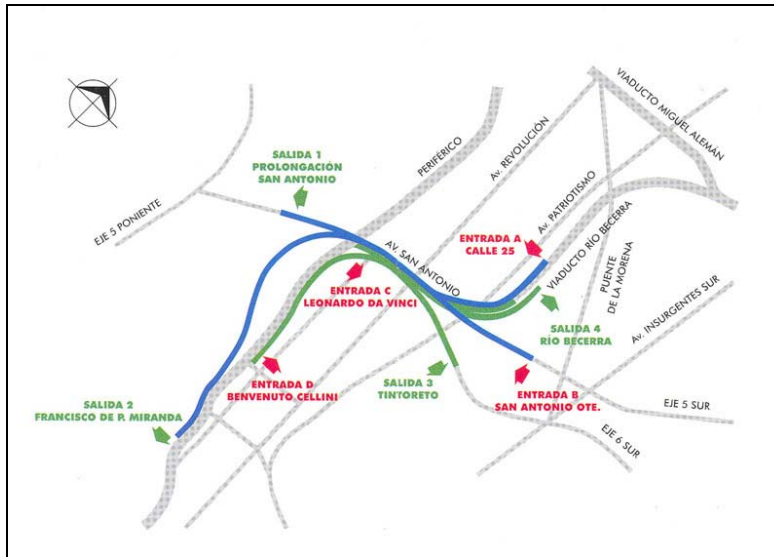 VIADUCTO MIGUEL ALEMÁN
SALIDA 1
PROLONGACIÓN
SAN ANTONIO
PERIFÉRICO
Av. REVOLUCIÓN
Av. PATRIOTISMO
EJE 5 PONIENTE
AV. SAN ANTONIO
ENTRADA A
CALLE 25
VIADUCTO RÍO BECERRA
PUENTE
DE LA MORENA
Av. INSURGENTES SUR
ENTRADA C
LEONARDO DA VINCI
SALIDA 4
RÍO BECERRA
ENTRADA D
BENVENUTO CELLINI
SALIDA 3
TINTORETO
ENTRADA B
SAN ANTONIO OTE.
SALIDA 2
FRANCISCO DE P. MIRANDA
EJE 5 SUR
EJE 6 SUR